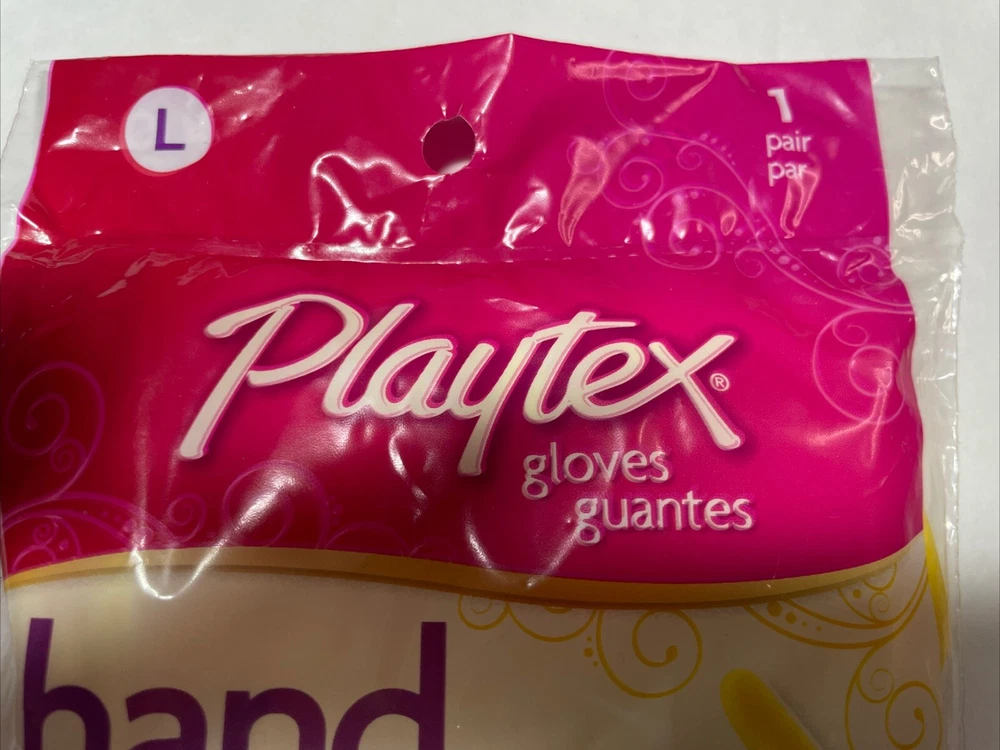 L
1
pair
par
Playtex®
gloves
guantes
hand